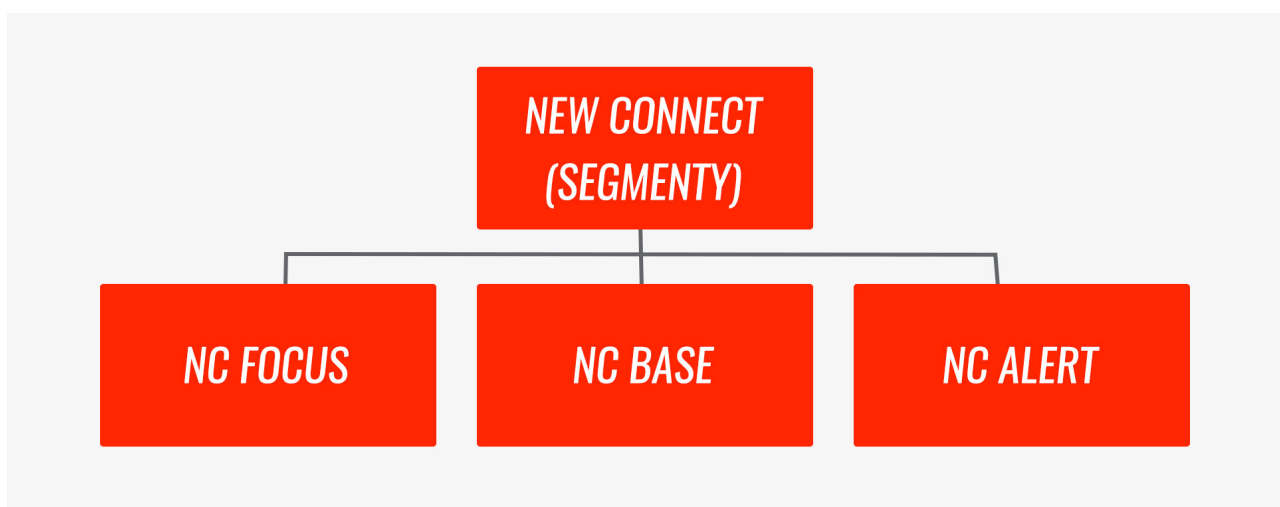 NEW CONNECT
(SEGMENTY)
NC FOCUS
NC BASE
NC ALERT